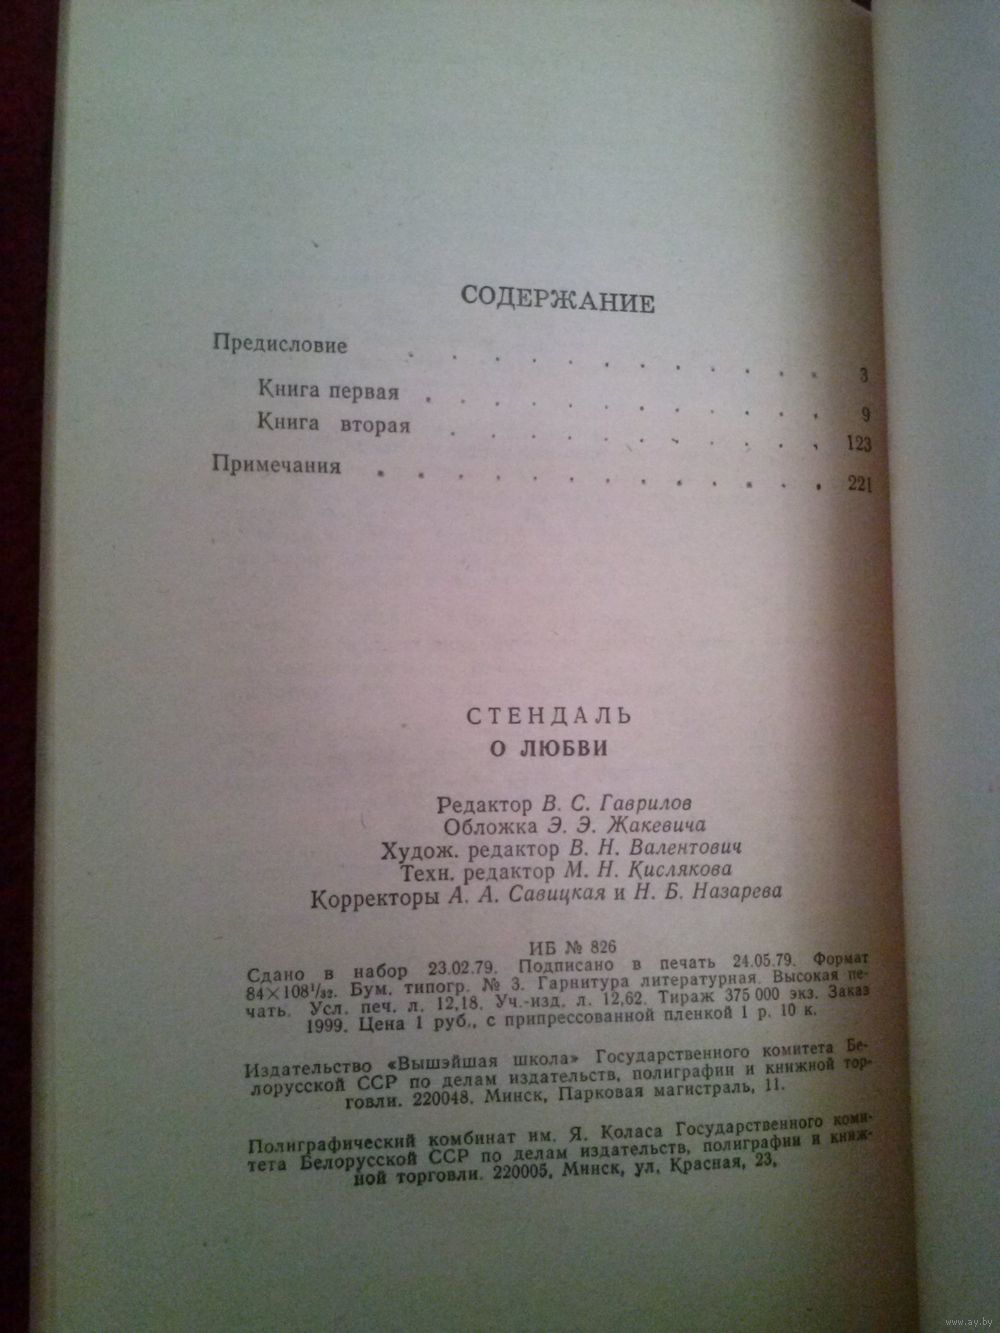 СОДЕРЖАНИЕ
Предисловие . . . . . . . . . . . . 3
Книга первая . . . . . . . . . . . . 9
Книга вторая . . . . . . . . . . . 123
Примечания . . . . . . . . . . . . . 221
СТЕНДАЛЬ
О ЛЮБВИ
Редактор В. С. Гаврилов
Обложка Э. Э. Жакевича
Худож. редактор В. Н. Валентович
Техн. редактор М. Н. Кислякова
Корректоры А. А. Савицкая и Н. Б. Назарева
ИБ № 826
Сдано в набор 23.02.79. Подписано в печать 24.05.79. Формат
84×108¹/₃₂. Бум. типогр. № 3. Гарнитура литературная. Высокая пе-
чать. Усл. печ. л. 12,18. Уч.-изд. л. 12,62. Тираж 375 000 экз. Заказ
1999. Цена 1 руб., с припрессованной пленкой 1 р. 10 к.
Издательство «Вышэйшая школа» Государственного комитета Бе-
лорусской ССР по делам издательств, полиграфии и книжной тор-
говли. 220048, Минск, Парковая магистраль, 11.
Полиграфический комбинат им. Я. Коласа Государственного коми-
тета Белорусской ССР по делам издательств, полиграфии и книж-
ной торговли. 220005, Минск, ул. Красная, 23.
www.ay.by